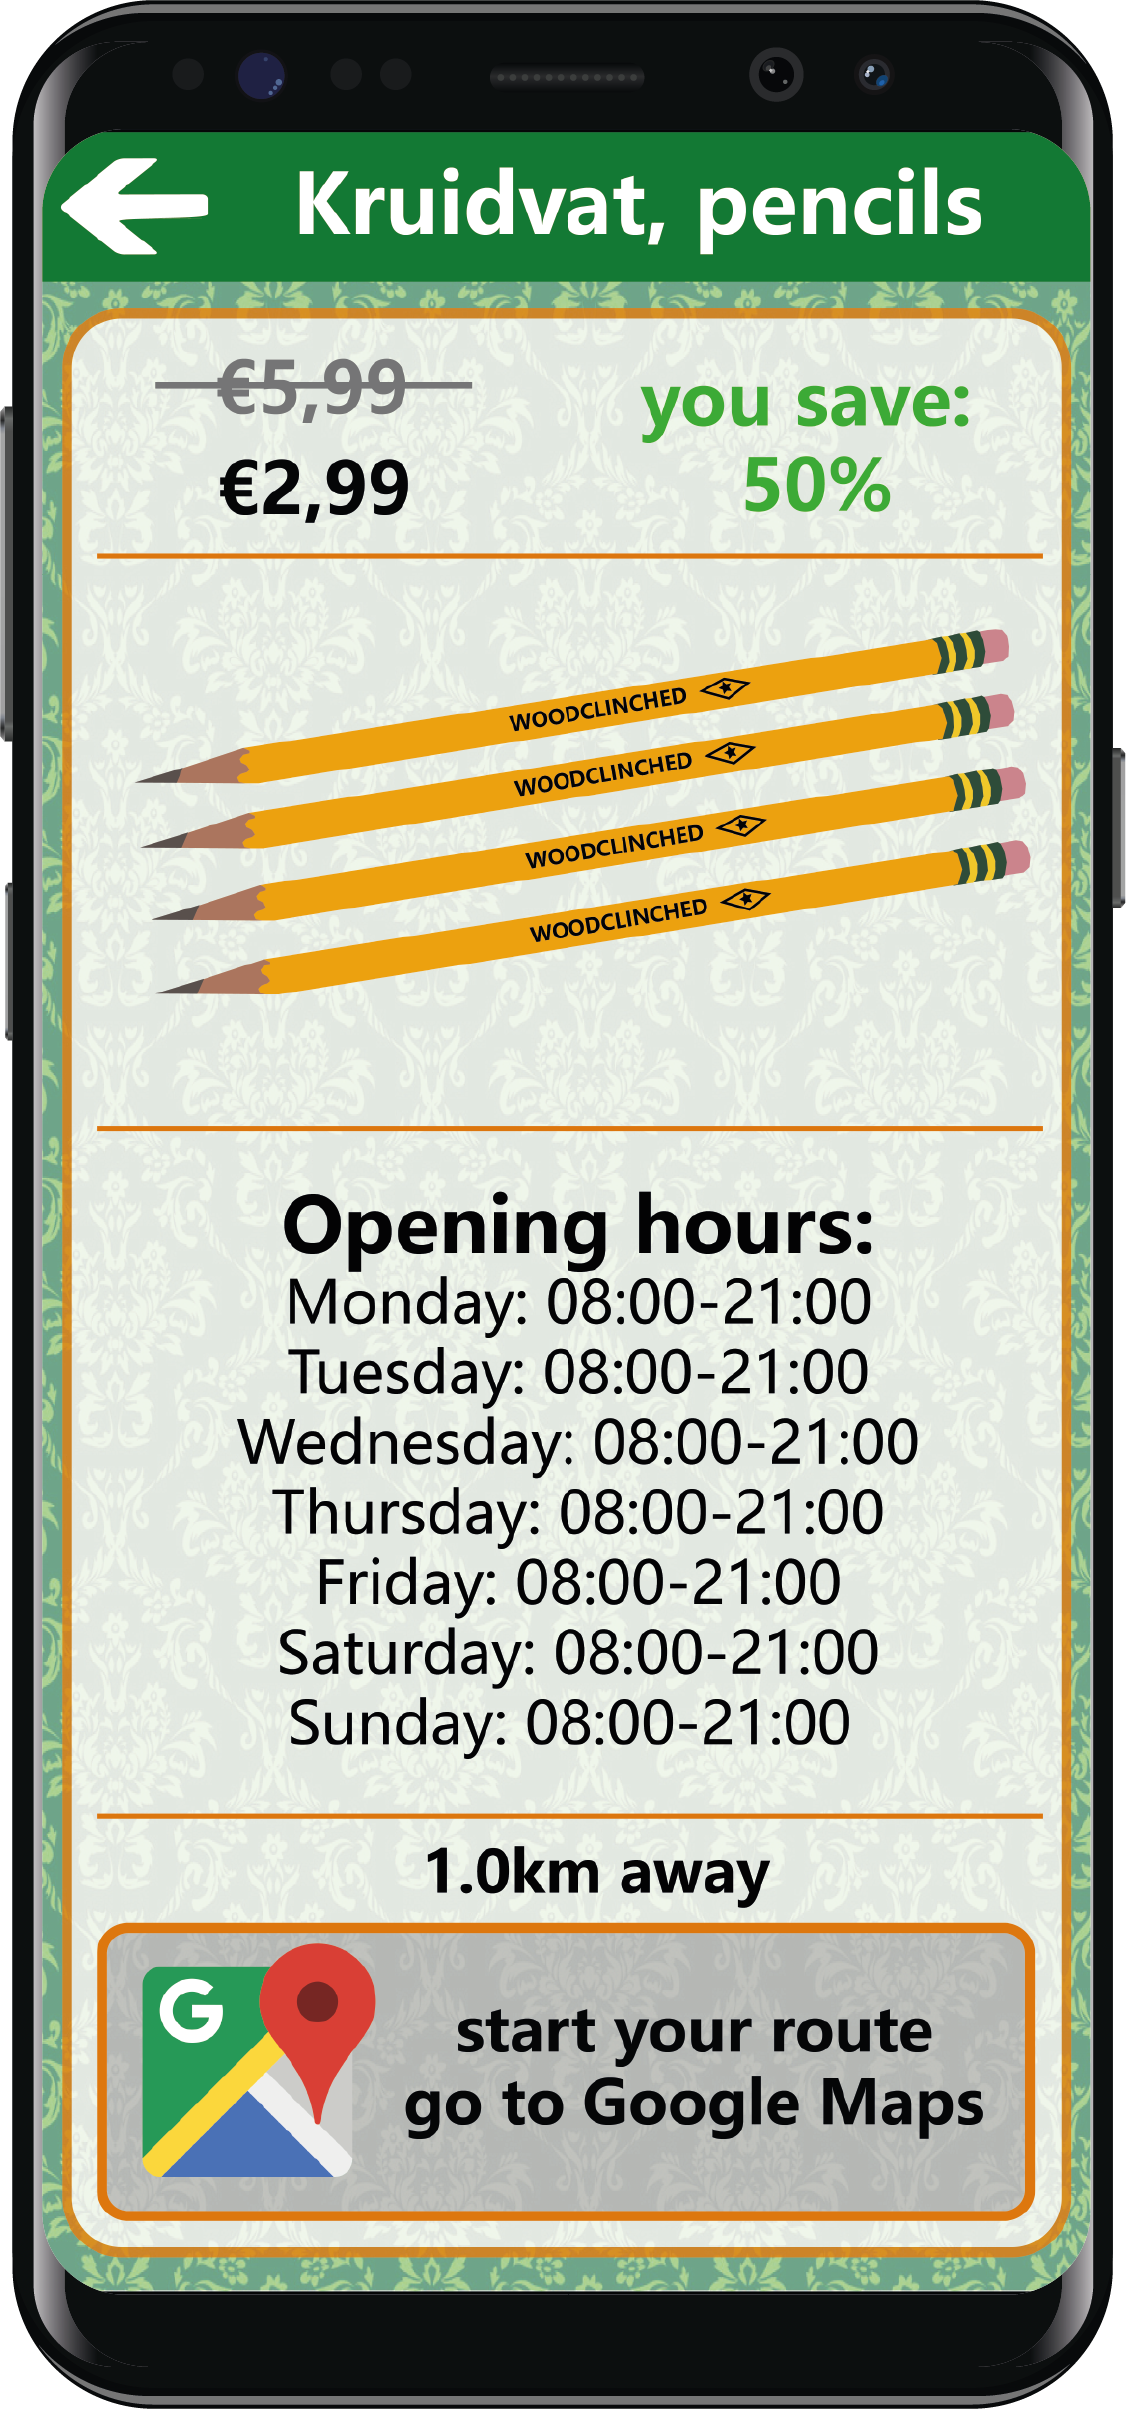 Kruidvat, pencils
€5,99
€2,99
you save:
50%
WOODCLINCHED
WOODCLINCHED
WOODCLINCHED
WOODCLINCHED
Opening hours:
Monday: 08:00-21:00
Tuesday: 08:00-21:00
Wednesday: 08:00-21:00
Thursday: 08:00-21:00
Friday: 08:00-21:00
Saturday: 08:00-21:00
Sunday: 08:00-21:00
1.0km away
G
start your route
go to Google Maps